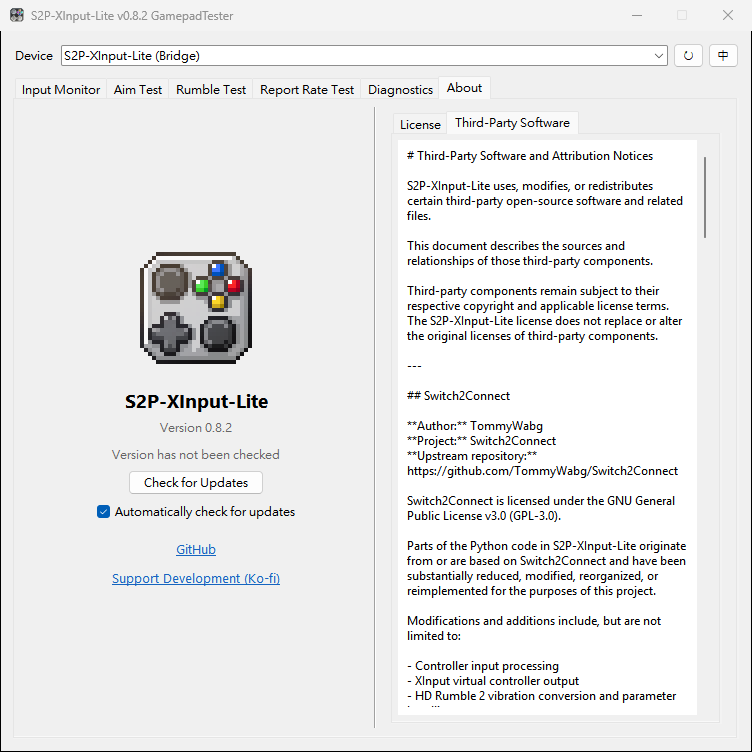 S2P-XInput-Lite v0.8.2 GamepadTester
Device
S2P-XInput-Lite (Bridge)
中
Input Monitor
Aim Test
Rumble Test
Report Rate Test
Diagnostics
About
S2P-XInput-Lite
Version 0.8.2
Version has not been checked
Check for Updates
Automatically check for updates
GitHub
Support Development (Ko-fi)
License
Third-Party Software
# Third-Party Software and Attribution Notices
S2P-XInput-Lite uses, modifies, or redistributes
certain third-party open-source software and related
files.
This document describes the sources and
relationships of those third-party components.
Third-party components remain subject to their
respective copyright and applicable license terms.
The S2P-XInput-Lite license does not replace or alter
the original licenses of third-party components.
---
## Switch2Connect
**Author:** TommyWabg
**Project:** Switch2Connect
**Upstream repository:**
https://github.com/TommyWabg/Switch2Connect
Switch2Connect is licensed under the GNU General
Public License v3.0 (GPL-3.0).
Parts of the Python code in S2P-XInput-Lite originate
from or are based on Switch2Connect and have been
substantially reduced, modified, reorganized, or
reimplemented for the purposes of this project.
Modifications and additions include, but are not
limited to:
- Controller input processing
- XInput virtual controller output
- HD Rumble 2 vibration conversion and parameter